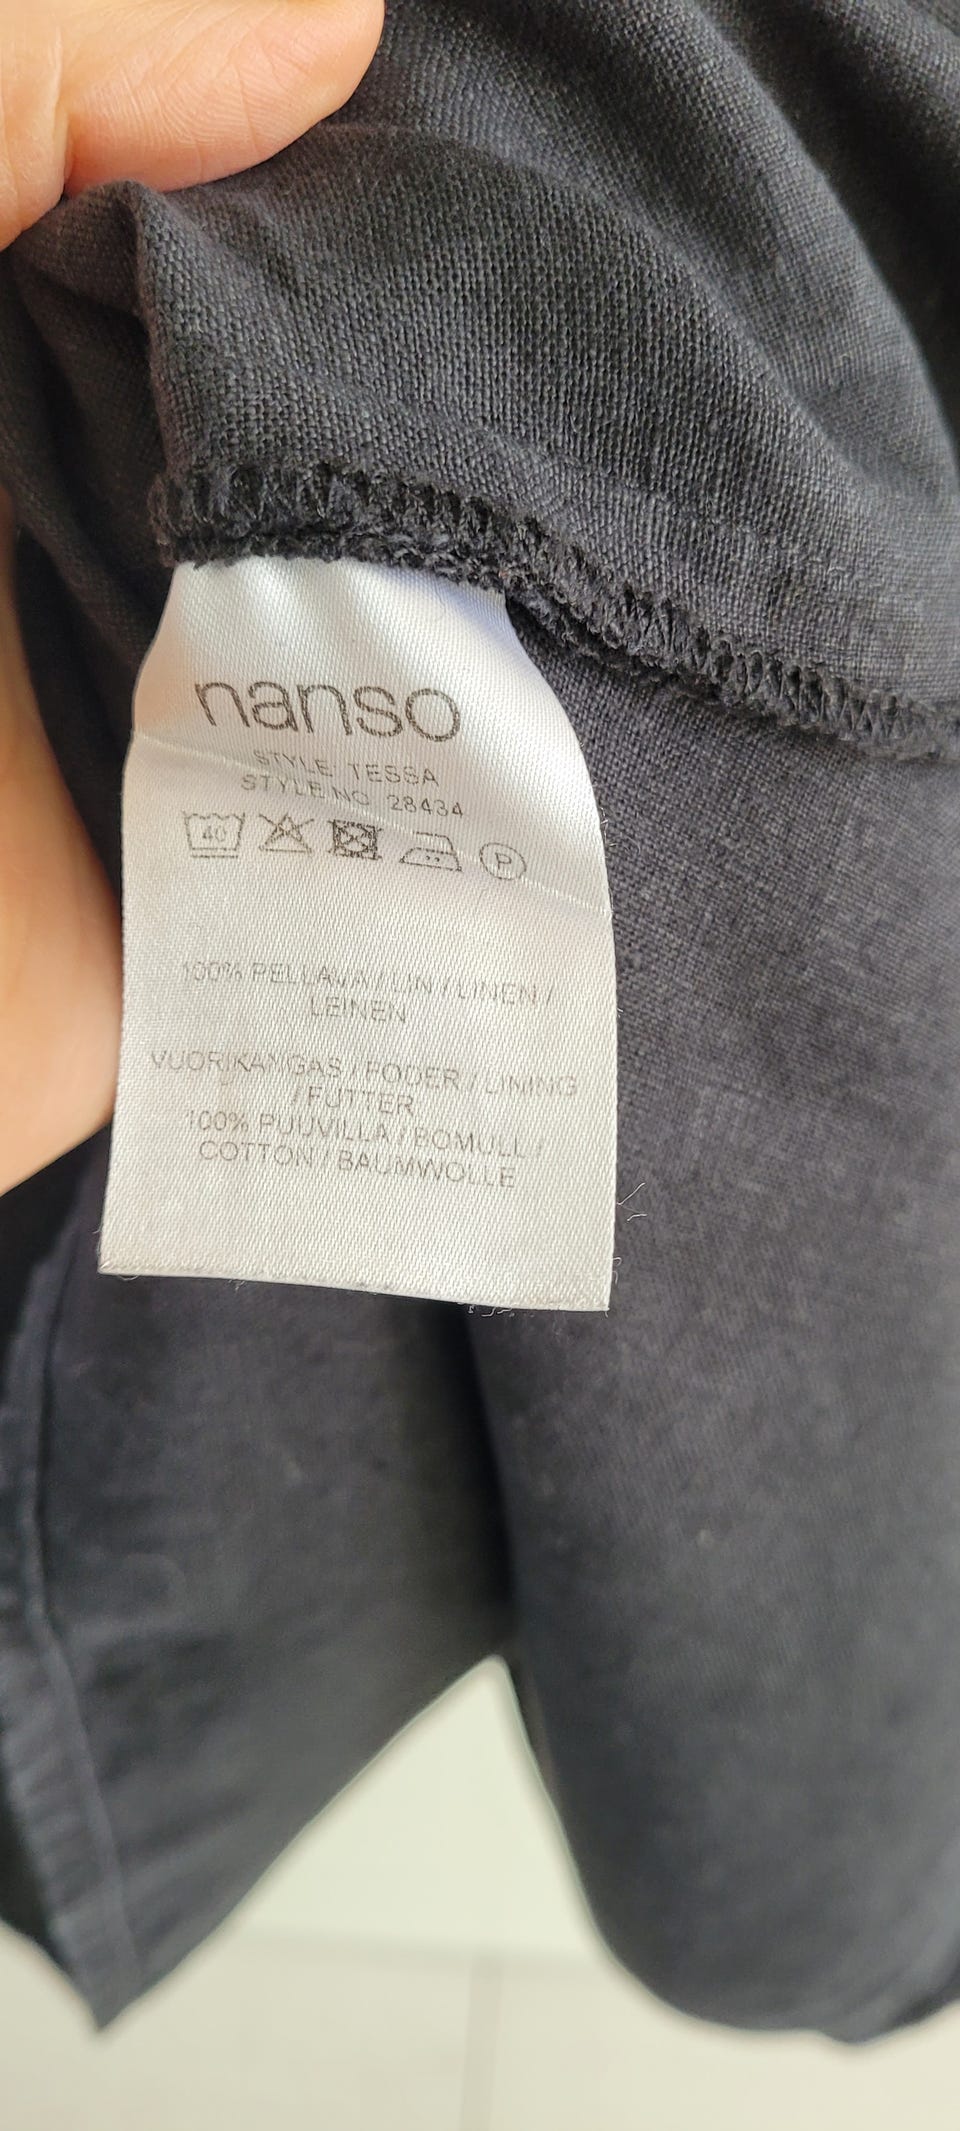 nanso
STYLE TESSA
STYLE NO 28434
40 P
100% PELLAVA / LIN / LINEN /
LEINEN
VUORIKANGAS / FODER / LINING
/ FUTTER
100% PUUVILLA / BOMULL /
COTTON / BAUMWOLLE